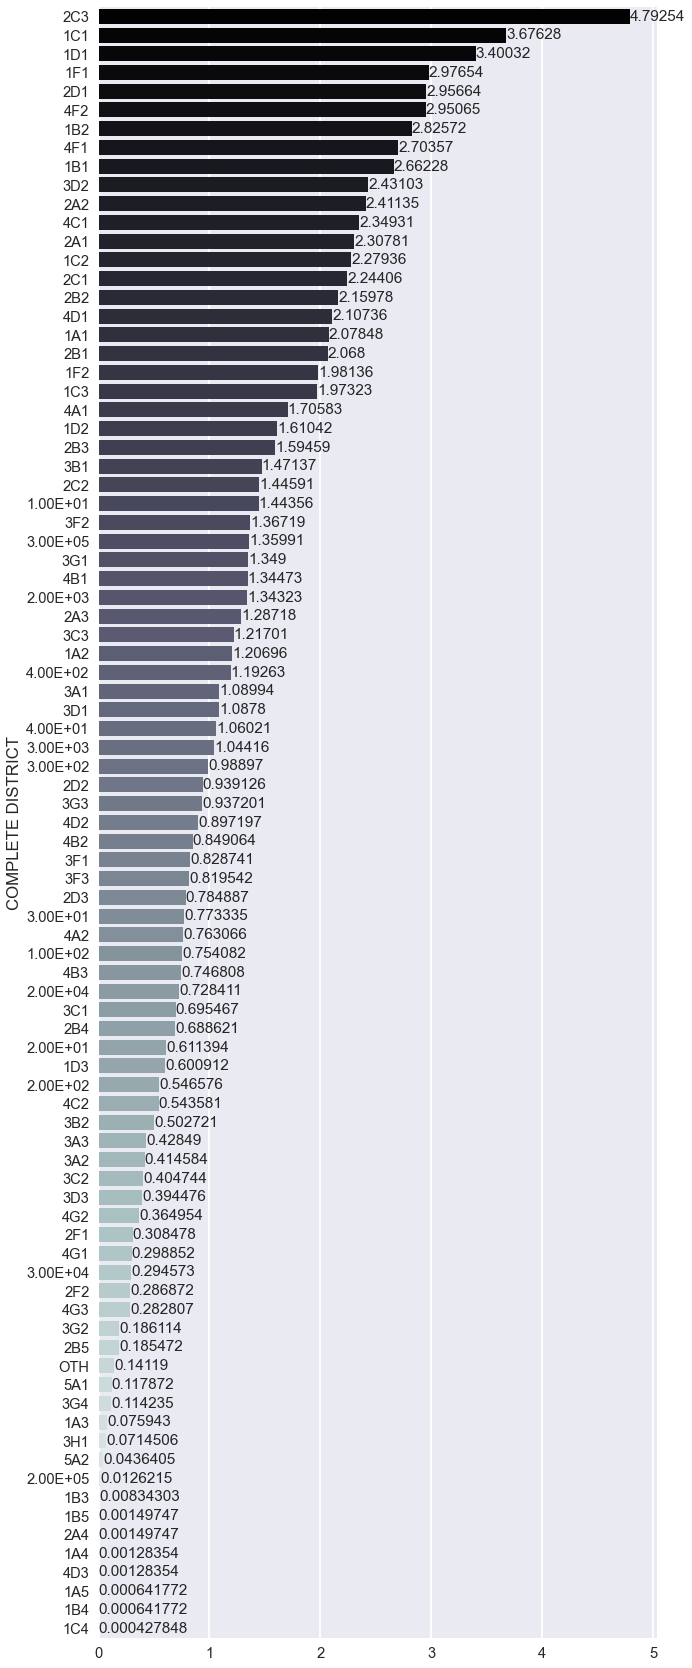 2C3 4.79254
1C1 3.67628
1D1 3.40032
1F1 2.97654
2D1 2.95664
4F2 2.95065
1B2 2.82572
4F1 2.70357
1B1 2.66228
3D2 2.43103
2A2 2.41135
4C1 2.34931
2A1 2.30781
1C2 2.27936
2C1 2.24406
2B2 2.15978
4D1 2.10736
1A1 2.07848
2B1 2.068
1F2 1.98136
1C3 1.97323
4A1 1.70583
1D2 1.61042
2B3 1.59459
3B1 1.47137
2C2 1.44591
1.00E+01 1.44356
3F2 1.36719
3.00E+05 1.35991
3G1 1.349
4B1 1.34473
2.00E+03 1.34323
2A3 1.28718
3C3 1.21701
1A2 1.20696
4.00E+02 1.19263
3A1 1.08994
3D1 1.0878
4.00E+01 1.06021
3.00E+03 1.04416
3.00E+02 0.98897
2D2 0.939126
3G3 0.937201
4D2 0.897197
4B2 0.849064
3F1 0.828741
3F3 0.819542
2D3 0.784887
3.00E+01 0.773335
4A2 0.763066
1.00E+02 0.754082
4B3 0.746808
2.00E+04 0.728411
3C1 0.695467
2B4 0.688621
2.00E+01 0.611394
1D3 0.600912
2.00E+02 0.546576
4C2 0.543581
3B2 0.502721
3A3 0.42849
3A2 0.414584
3C2 0.404744
3D3 0.394476
4G2 0.364954
2F1 0.308478
4G1 0.298852
3.00E+04 0.294573
2F2 0.286872
4G3 0.282807
3G2 0.186114
2B5 0.185472
OTH 0.14119
5A1 0.117872
3G4 0.114235
1A3 0.075943
3H1 0.0714506
5A2 0.0436405
2.00E+05 0.0126215
1B3 0.00834303
1B5 0.00149747
2A4 0.00149747
1A4 0.00128354
4D3 0.00128354
1A5 0.000641772
1B4 0.000641772
1C4 0.000427848
0 1 2 3 4 5
COMPLETE DISTRICT